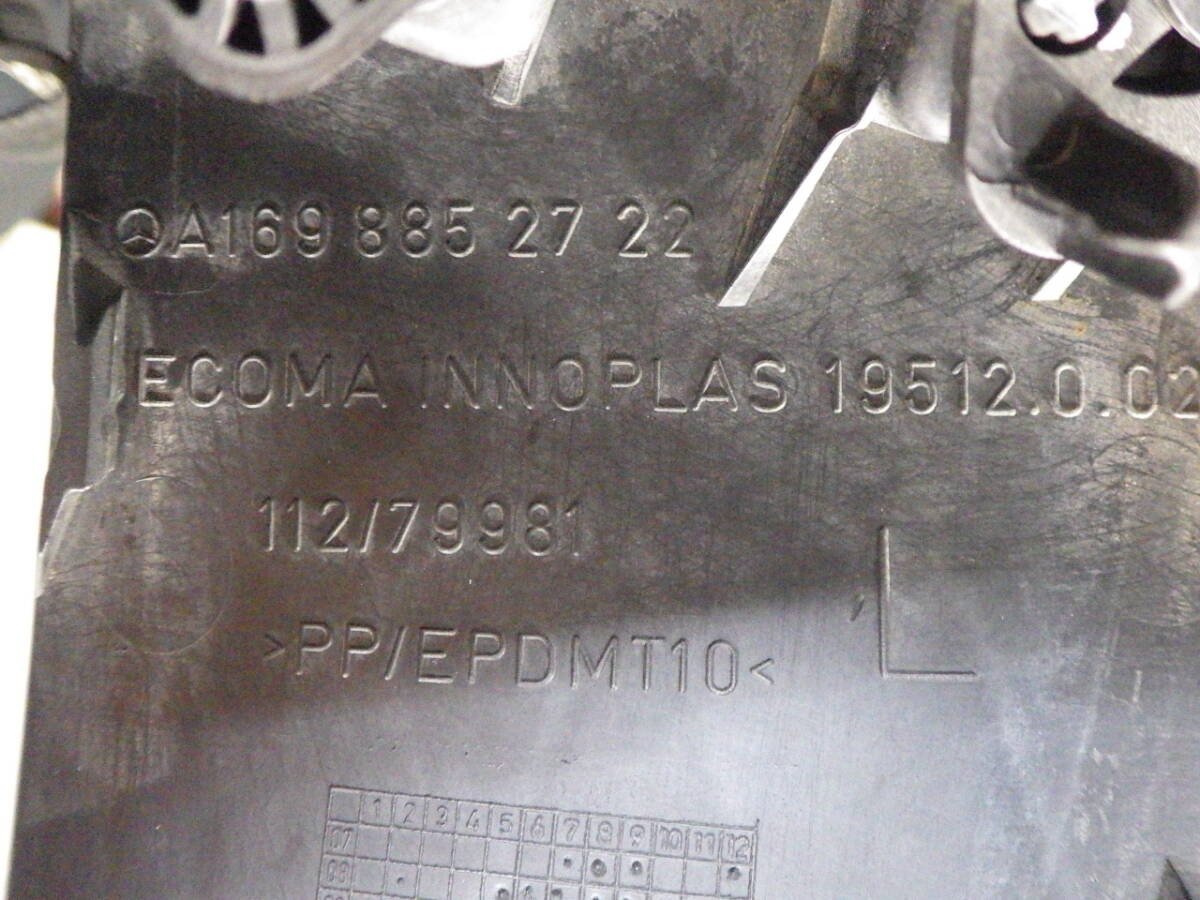 A169 885 27 22
ECOMA INNOPLAS 19512.0.02
112/79981
L
>PP/EPDMT10<
1 2 3 4 5 6 7 8 9 10 11 12
07
08